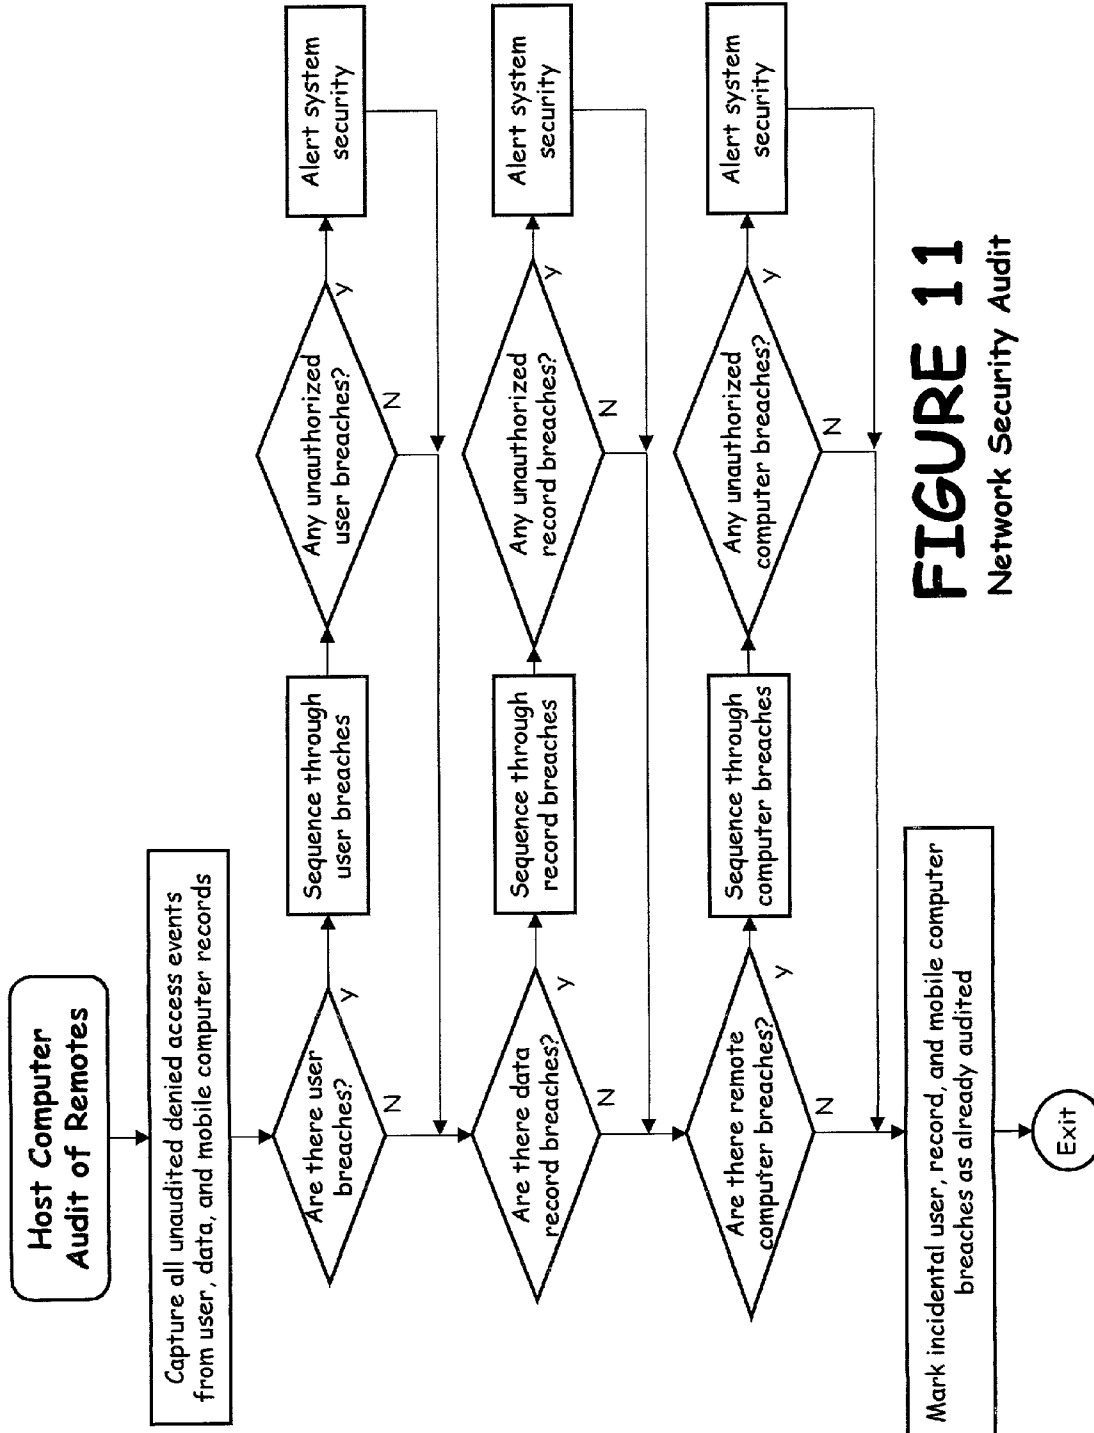 Host Computer
Audit of Remotes
Capture all unaudited denied access events
from user, data, and mobile computer records
Are there user
breaches?
Y
N
Sequence through
user breaches
Any unauthorized
user breaches?
Y
N
Alert system
security
Are there data
record breaches?
Y
N
Sequence through
record breaches
Any unauthorized
record breaches?
Y
N
Alert system
security
Are there remote
computer breaches?
Y
N
Sequence through
computer breaches
Any unauthorized
computer breaches?
Y
N
Alert system
security
Mark incidental user, record, and mobile computer
breaches as already audited
Exit
FIGURE 11
Network Security Audit